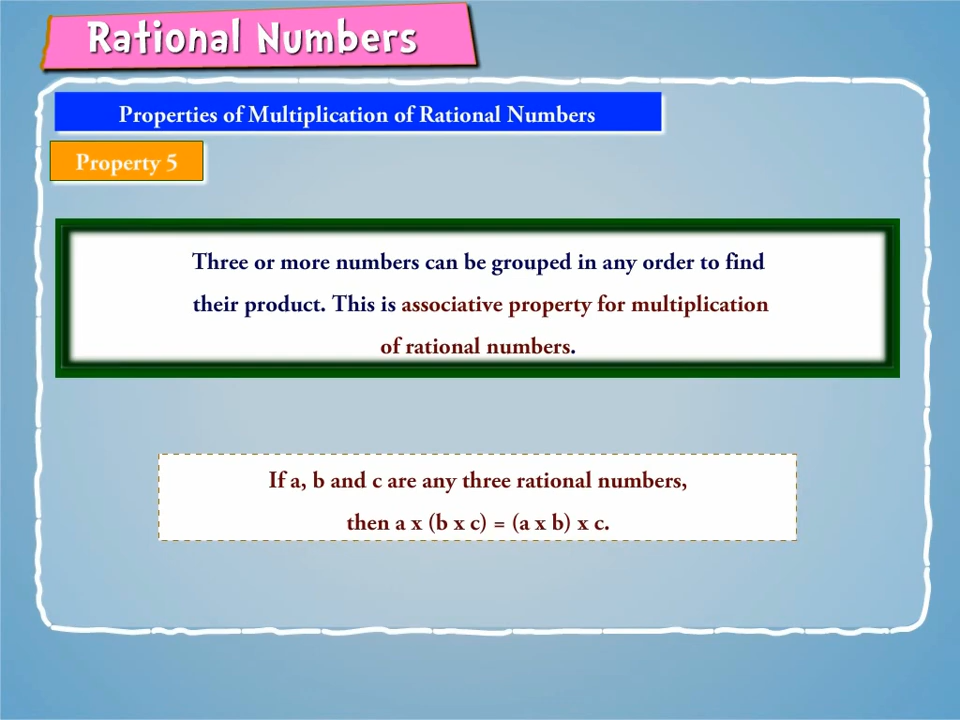 Rational Numbers
Properties of Multiplication of Rational Numbers
Property 5
Three or more numbers can be grouped in any order to find
their product. This is associative property for multiplication
of rational numbers.
If a, b and c are any three rational numbers,
then a x (b x c) = (a x b) x c.